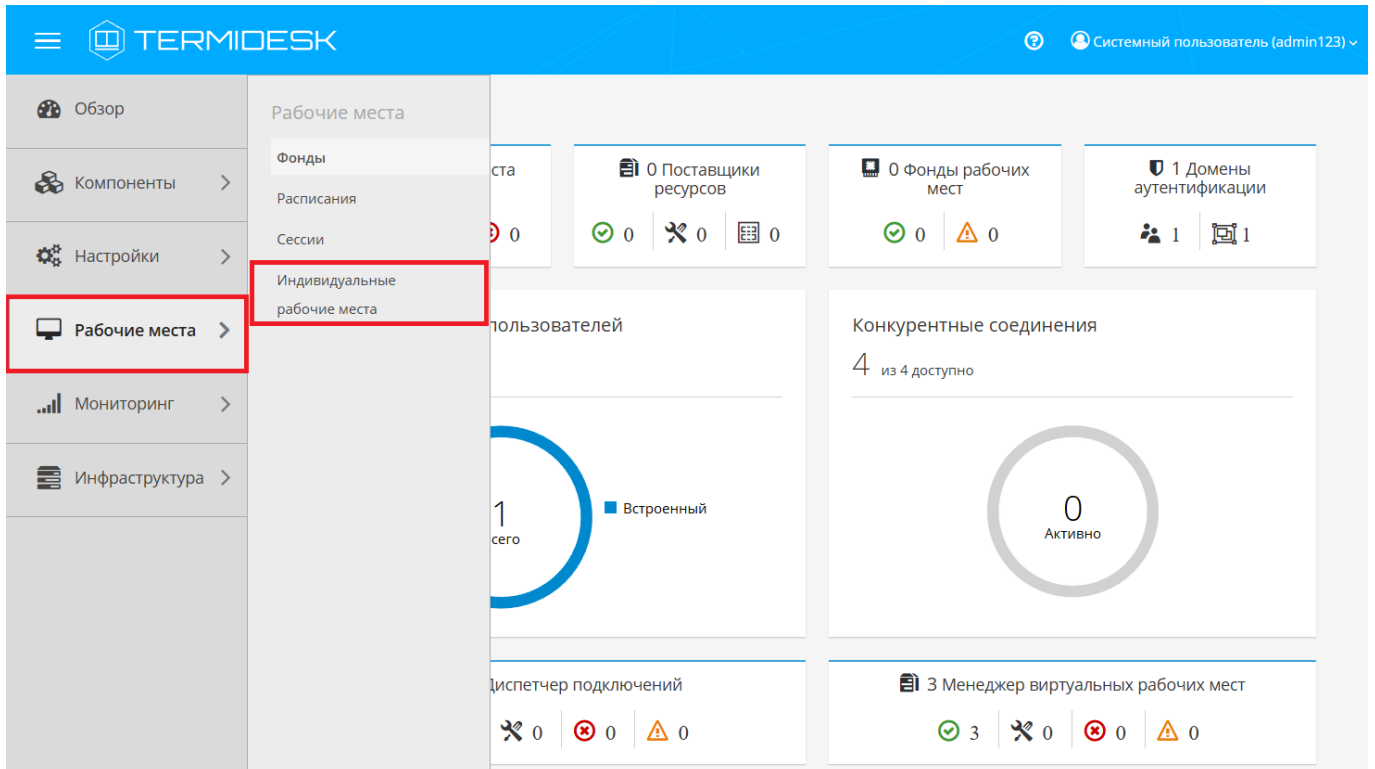 TERMIDESK
Системный пользователь (admin123)
Обзор
Компоненты
Настройки
Рабочие места
Мониторинг
Инфраструктура
Рабочие места
Фонды
Расписания
Сессии
Индивидуальные
рабочие места
0
0 Поставщики
ресурсов
0 0 0
0 Фонды рабочих
мест
0 0
1 Домены
аутентификации
1 1
пользователей
1
Встроенный
Конкурентные соединения
4 из 4 доступно
0
Активно
Диспетчер подключений
0 0 0
3 Менеджер виртуальных рабочих мест
3 0 0 0